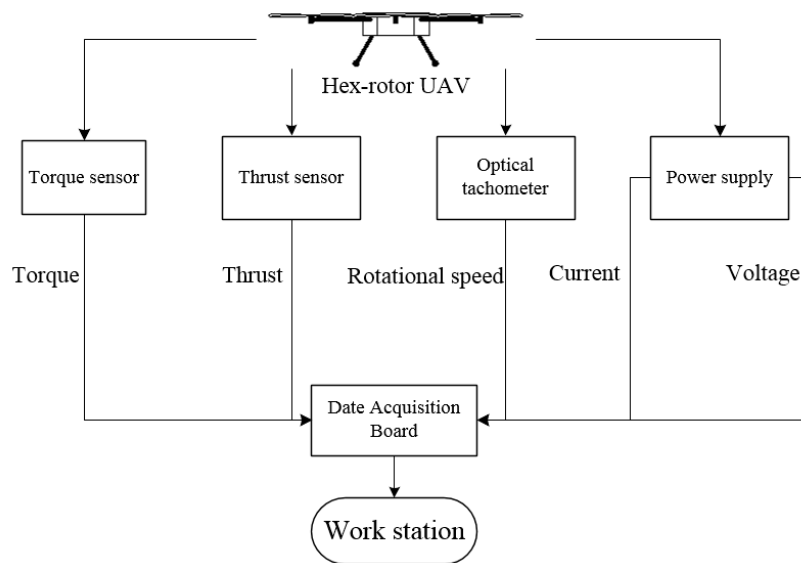 Hex-rotor UAV
Torque sensor
Thrust sensor
Optical
tachometer
Power supply
Torque
Thrust
Rotational speed
Current
Voltage
Date Acquisition
Board
Work station